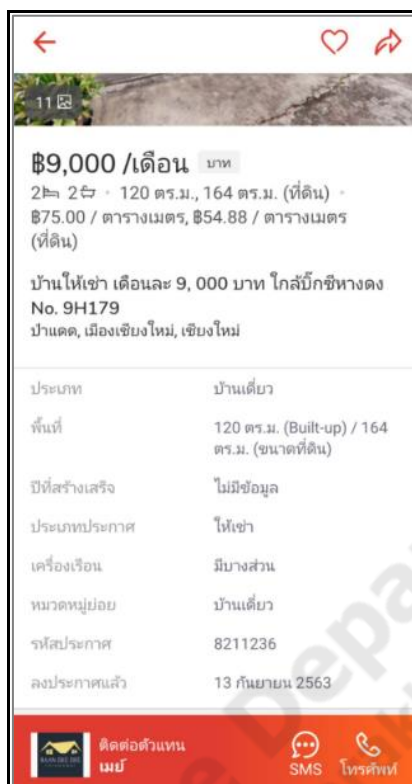 11
฿9,000 /เดือน บาท
2 2 · 120 ตร.ม., 164 ตร.ม. (ที่ดิน) ·
฿75.00 / ตารางเมตร, ฿54.88 / ตารางเมตร
(ที่ดิน)
บ้านให้เช่า เดือนละ 9, 000 บาท ใกล้บิ๊กซีหางดง
No. 9H179
ป่าแดด, เมืองเชียงใหม่, เชียงใหม่
ประเภท บ้านเดี่ยว
พื้นที่ 120 ตร.ม. (Built-up) / 164
ตร.ม. (ขนาดที่ดิน)
ปีที่สร้างเสร็จ ไม่มีข้อมูล
ประเภทประกาศ ให้เช่า
เครื่องเรือน มีบางส่วน
หมวดหมู่ย่อย บ้านเดี่ยว
รหัสประกาศ 8211236
ลงประกาศแล้ว 13 กันยายน 2563
ติดต่อตัวแทน
เมย์
SMS โทรศัพท์